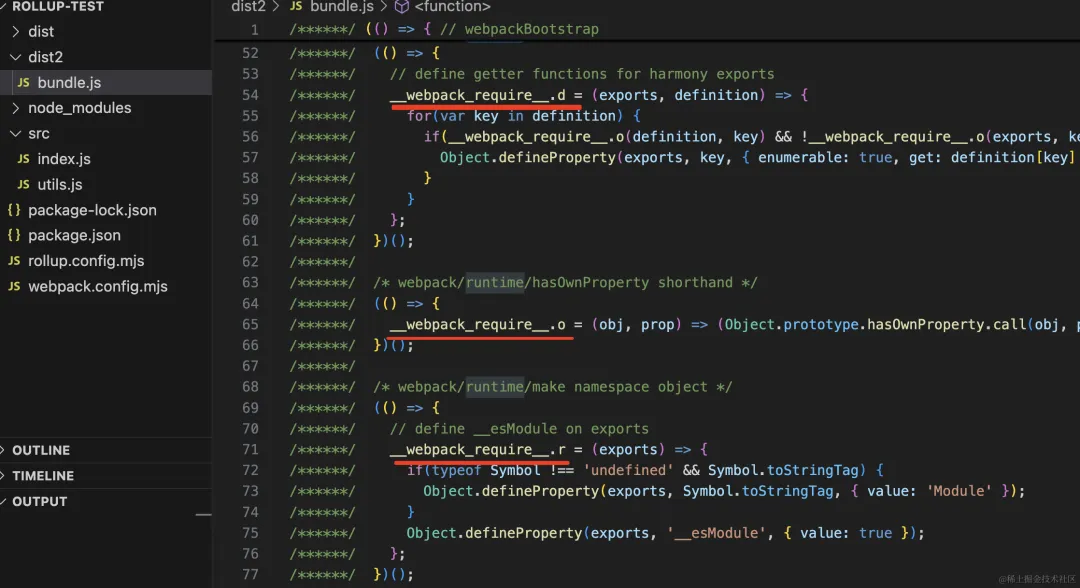 ROLLUP-TEST
dist
dist2
JS bundle.js
node_modules
src
JS index.js
JS utils.js
{} package-lock.json
{} package.json
JS rollup.config.mjs
JS webpack.config.mjs
OUTLINE
TIMELINE
OUTPUT
dist2 > JS bundle.js > <function>
1 /******/ (() => { // webpackBootstrap
52 /******/ (() => {
53 /******/ // define getter functions for harmony exports
54 /******/ __webpack_require__.d = (exports, definition) => {
55 /******/ for(var key in definition) {
56 /******/ if(__webpack_require__.o(definition, key) && !__webpack_require__.o(exports,
57 /******/ Object.defineProperty(exports, key, { enumerable: true, get: definition[key]
58 /******/ }
59 /******/ }
60 /******/ };
61 /******/ })();
62 /******/
63 /******/ /* webpack/runtime/hasOwnProperty shorthand */
64 /******/ (() => {
65 /******/ __webpack_require__.o = (obj, prop) => (Object.prototype.hasOwnProperty.call(obj,
66 /******/ })();
67 /******/
68 /******/ /* webpack/runtime/make namespace object */
69 /******/ (() => {
70 /******/ // define __esModule on exports
71 /******/ __webpack_require__.r = (exports) => {
72 /******/ if(typeof Symbol !== 'undefined' && Symbol.toStringTag) {
73 /******/ Object.defineProperty(exports, Symbol.toStringTag, { value: 'Module' });
74 /******/ }
75 /******/ Object.defineProperty(exports, '__esModule', { value: true });
76 /******/ };
77 /******/ })();
@稀土掘金技术社区